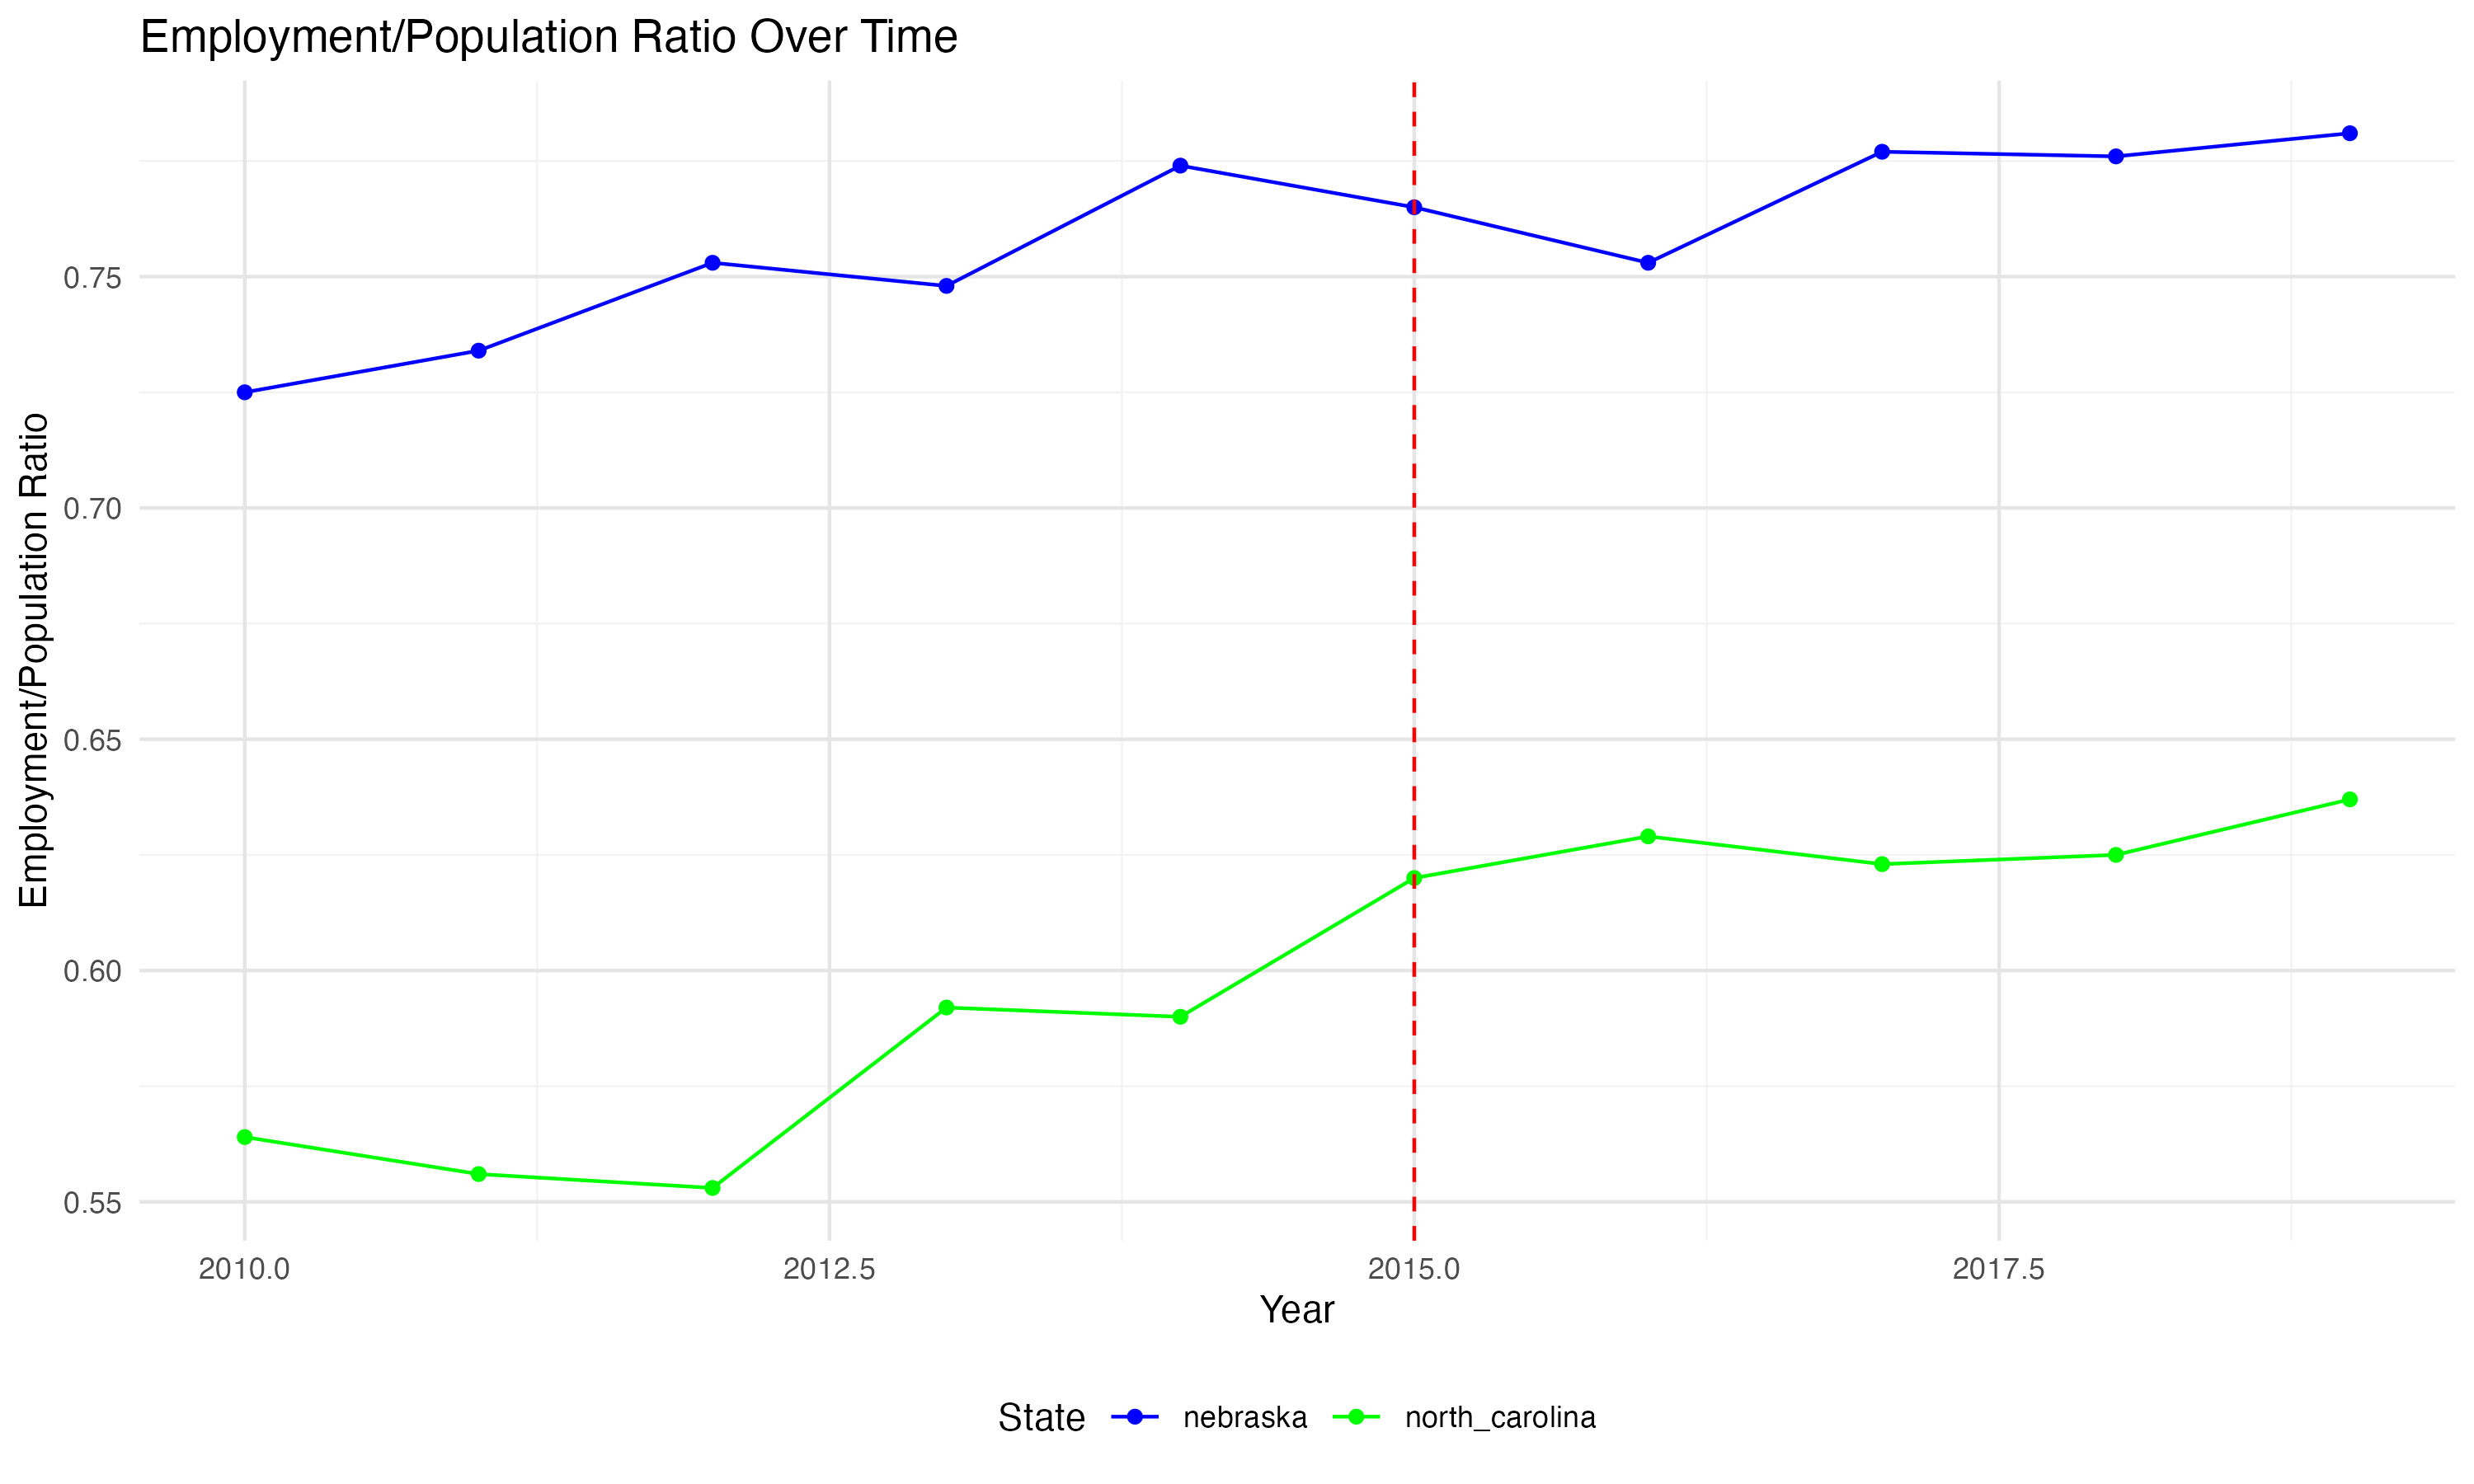 Employment/Population Ratio Over Time
Employment/Population Ratio
0.75
0.70
0.65
0.60
0.55
2010.0 2012.5 2015.0 2017.5
Year
State nebraska north_carolina